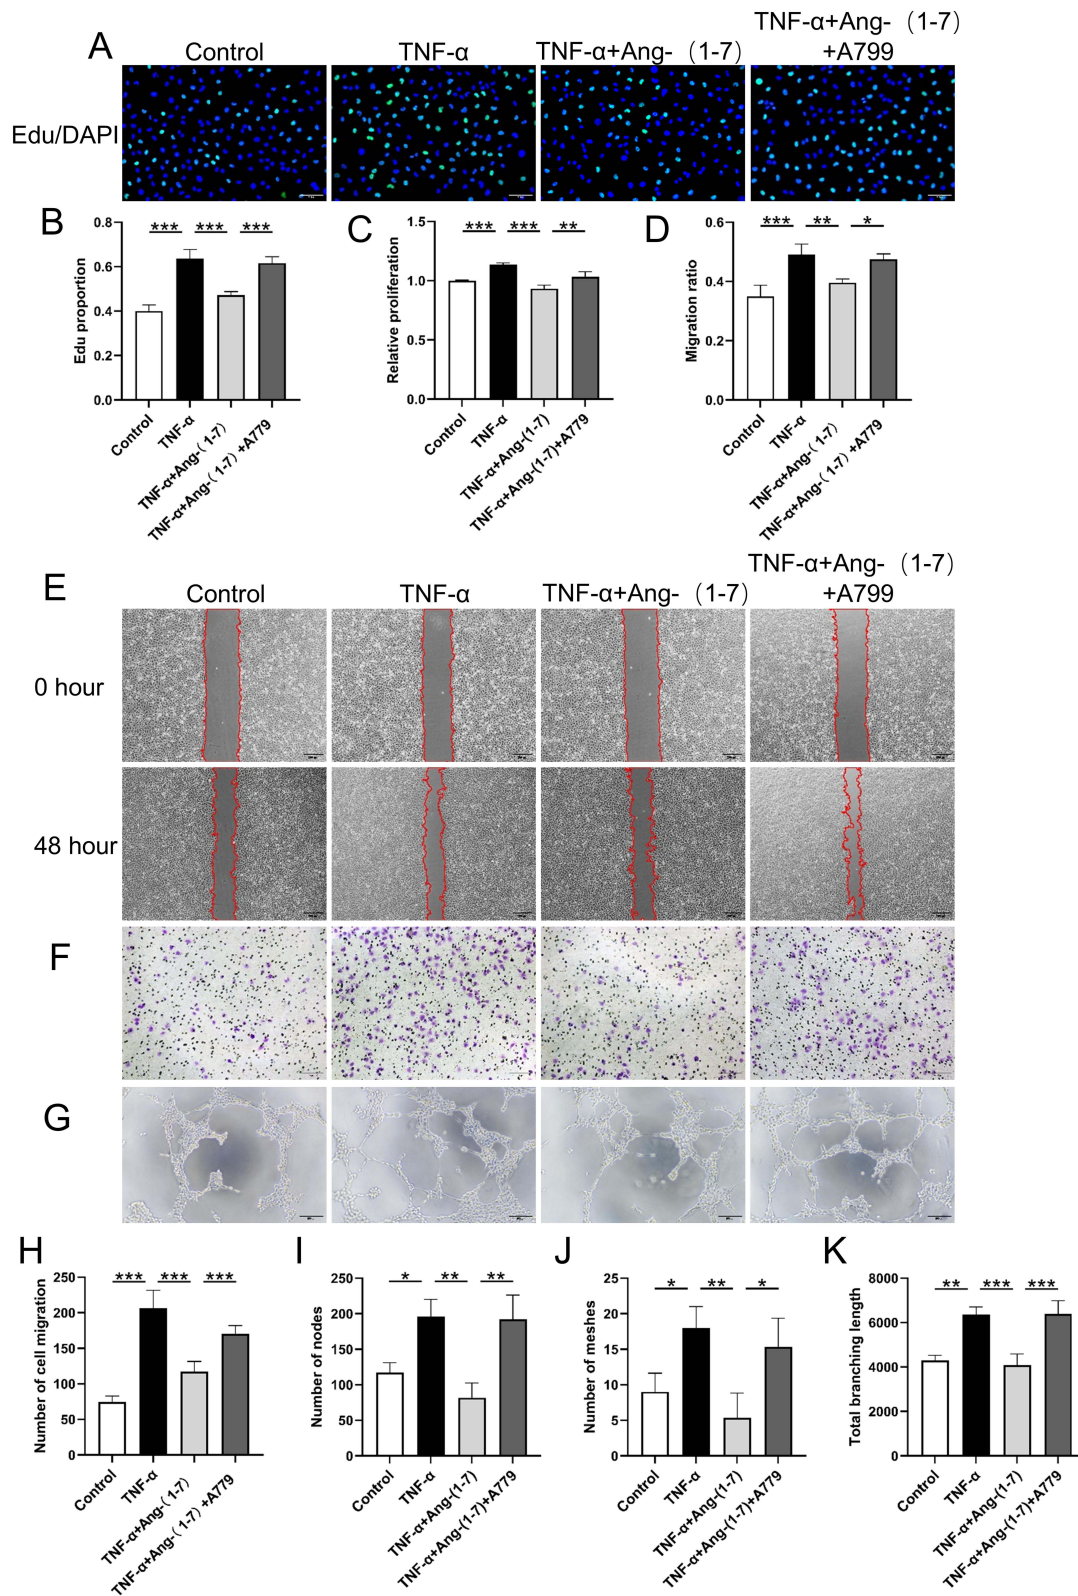 A
Control
TNF-α
TNF-α+Ang-（1-7）
TNF-α+Ang-（1-7）
+A799
Edu/DAPI
B
Edu proportion
0.8
0.6
0.4
0.2
0.0
***
***
***
Control
TNF-α
TNF-α+Ang-（1-7）
TNF-α+Ang-（1-7）+A779
C
Relative proliferation
1.5
1.0
0.5
0.0
***
***
**
Control
TNF-α
TNF-α+Ang-(1-7)
TNF-α+Ang-(1-7)+A779
D
Migration ratio
0.6
0.4
0.2
0.0
***
**
*
Control
TNF-α
TNF-α+Ang-（1-7）
TNF-α+Ang-（1-7）+A779
E
Control
TNF-α
TNF-α+Ang-（1-7）
TNF-α+Ang-（1-7）
+A799
0 hour
48 hour
F
G
H
Number of cell migration
250
200
150
100
50
0
***
***
***
Control
TNF-α
TNF-α+Ang-（1-7）
TNF-α+Ang-（1-7）+A779
I
Number of nodes
250
200
150
100
50
0
*
**
**
Control
TNF-α
TNF-α+Ang-(1-7)
TNF-α+Ang-(1-7)+A779
J
Number of meshes
25
20
15
10
5
0
*
**
*
Control
TNF-α
TNF-α+Ang-(1-7)
TNF-α+Ang-(1-7)+A779
K
Total branching length
8000
6000
4000
2000
0
**
***
***
Control
TNF-α
TNF-α+Ang-(1-7)
TNF-α+Ang-(1-7)+A779